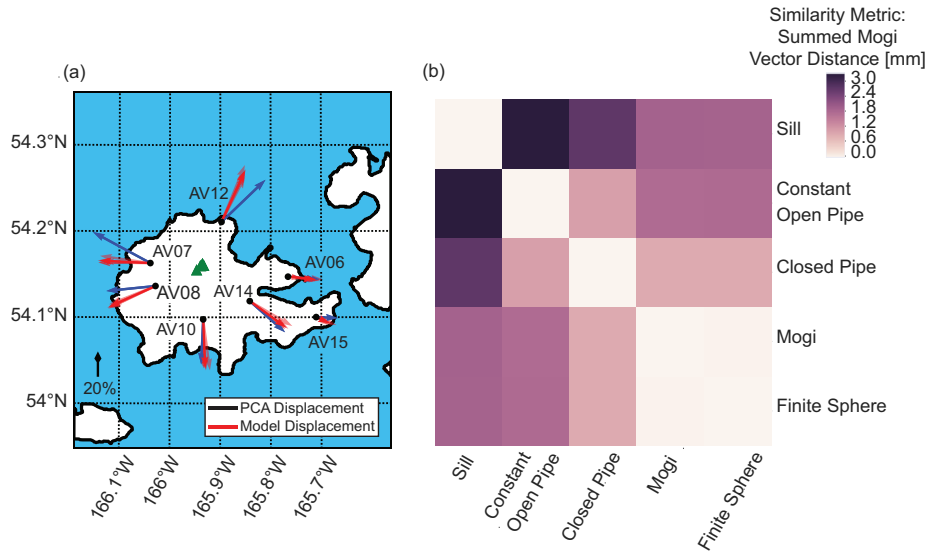 (a)
54.3°N
54.2°N
54.1°N
54°N
AV12
AV07
AV06
AV08
AV14
AV10
AV15
20%
PCA Displacement
Model Displacement
166.1°W
166°W
165.9°W
165.8°W
165.7°W
(b)
Similarity Metric:
Summed Mogi
Vector Distance [mm]
3.0
2.4
1.8
1.2
0.6
0.0
Sill
Constant
Open Pipe
Closed Pipe
Mogi
Finite Sphere
Sill
Constant
Open Pipe
Closed Pipe
Mogi
Finite Sphere